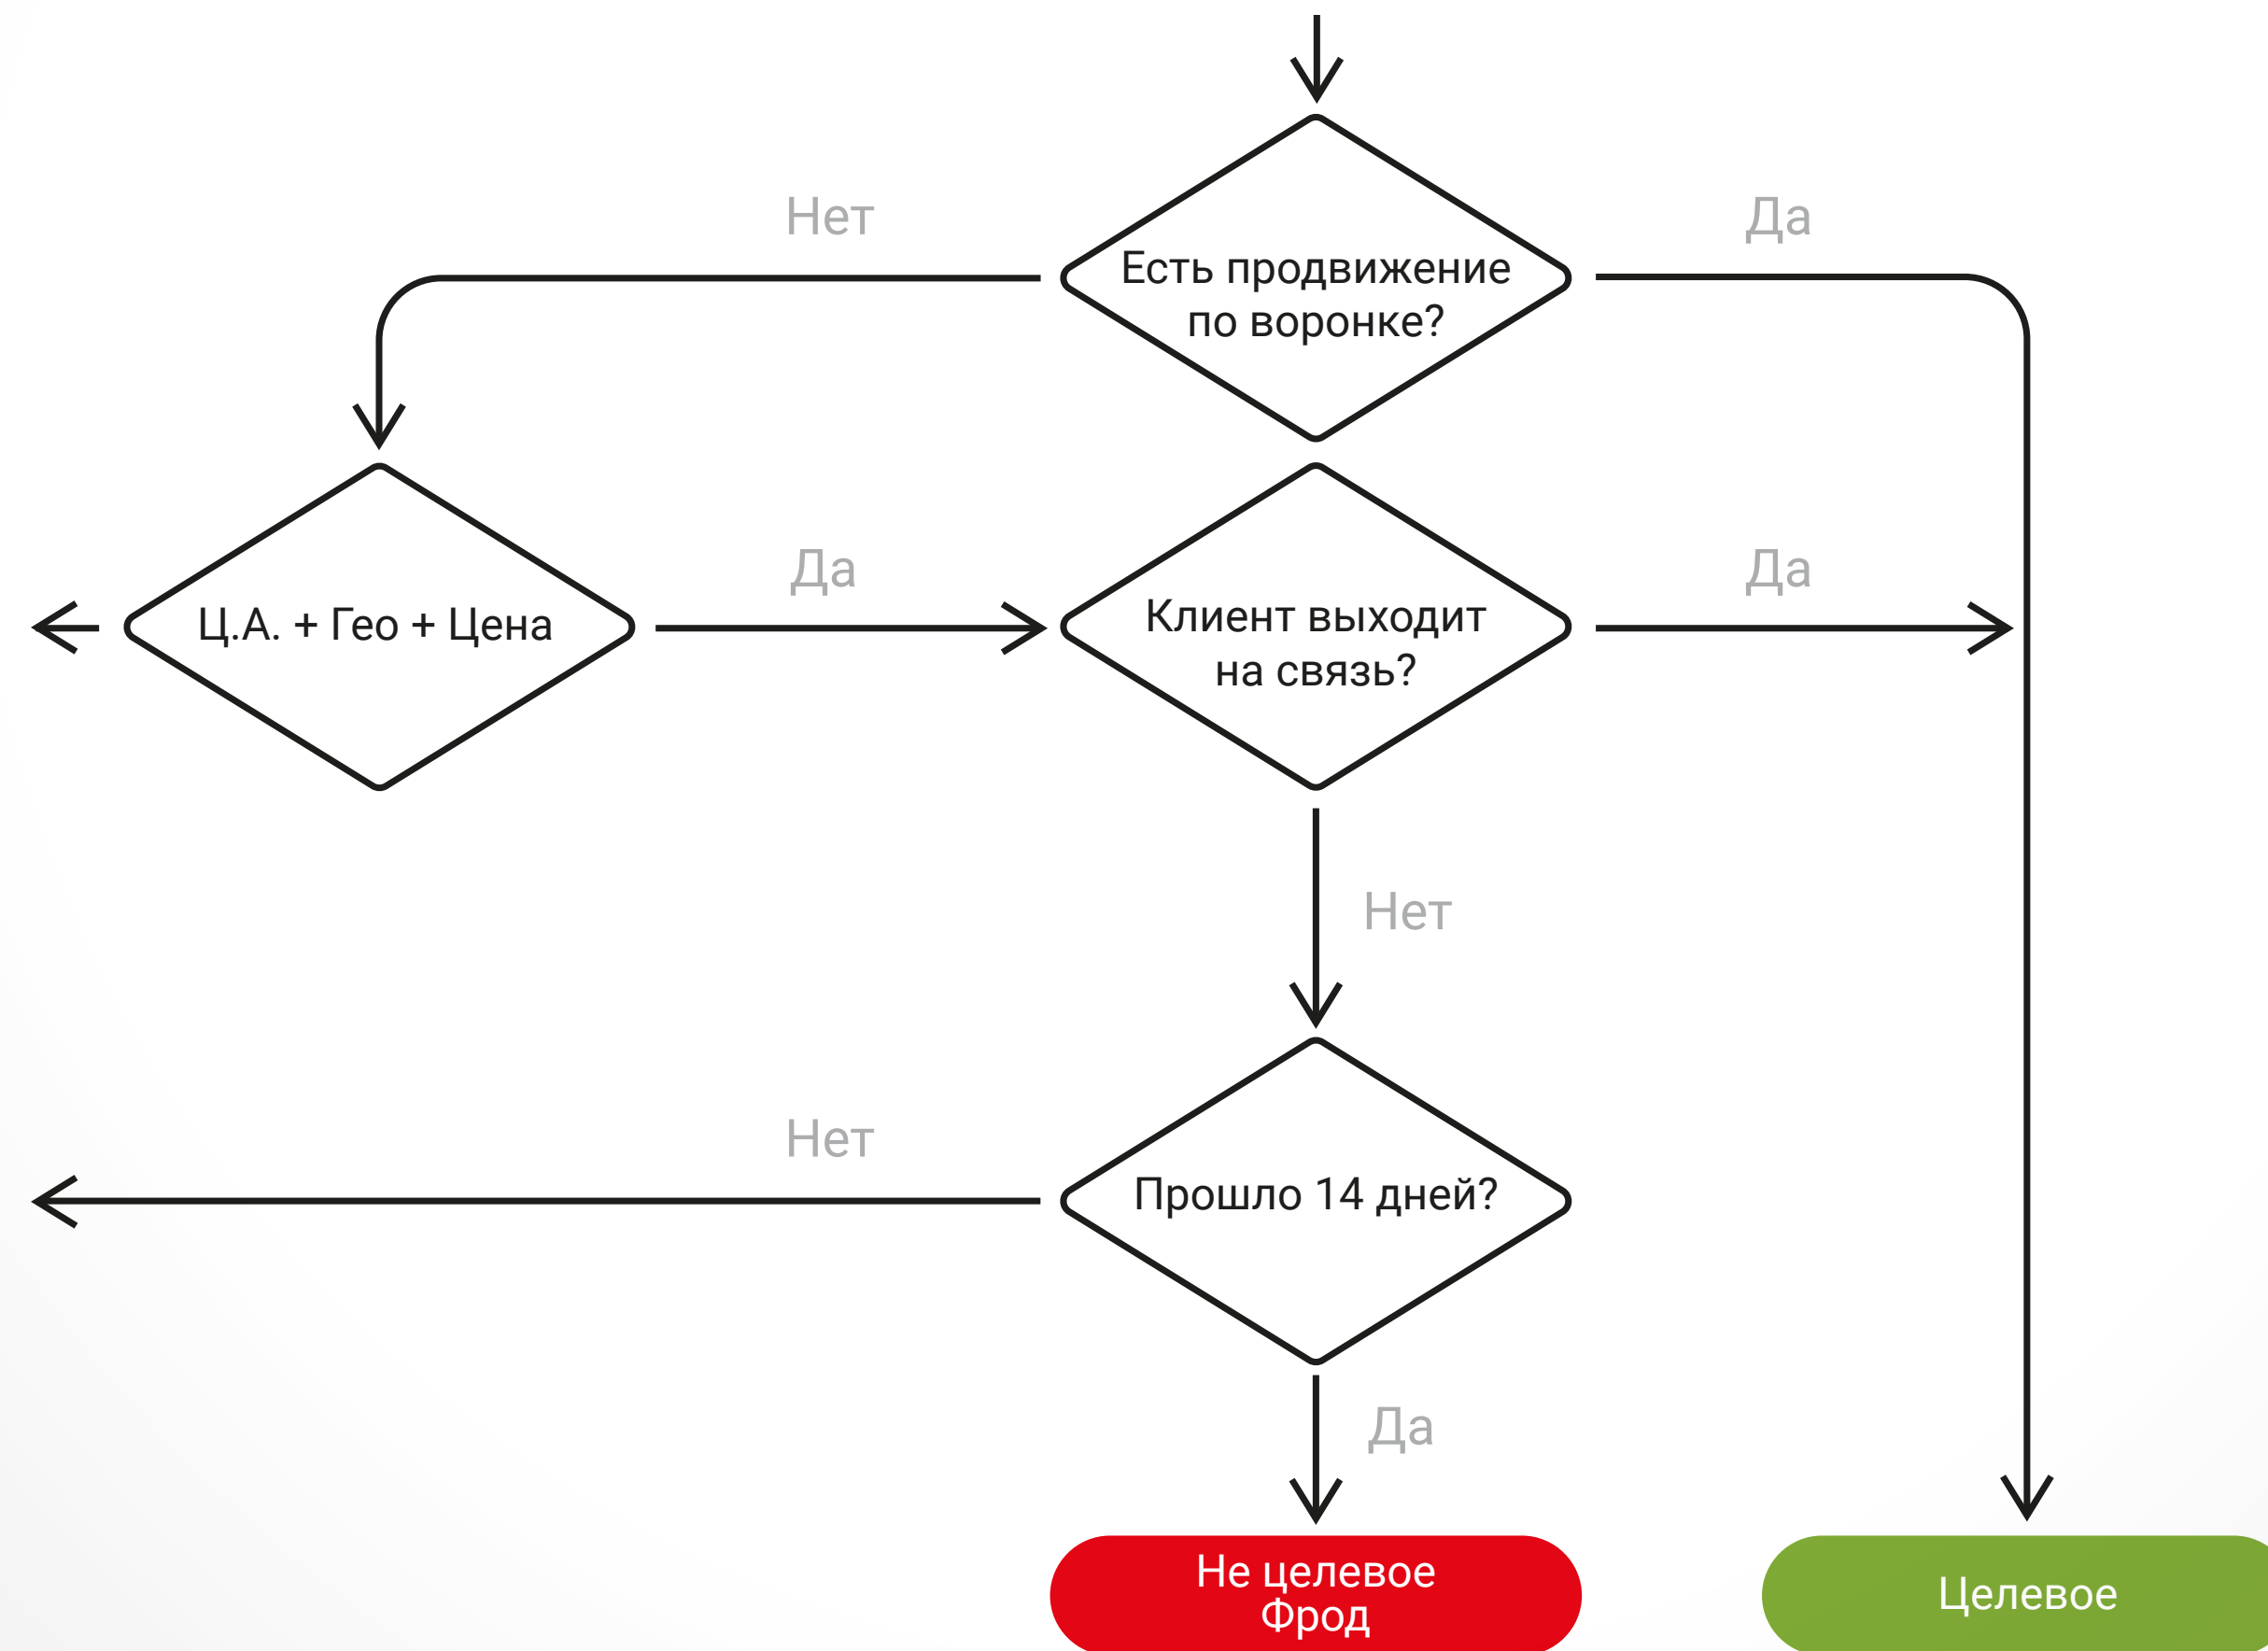 Нет
Да
Есть продвижение
по воронке?
Да
Да
Ц.А. + Гео + Цена
Клиент выходит
на связь?
Нет
Нет
Прошло 14 дней?
Да
Не целевое
Фрод
Целевое